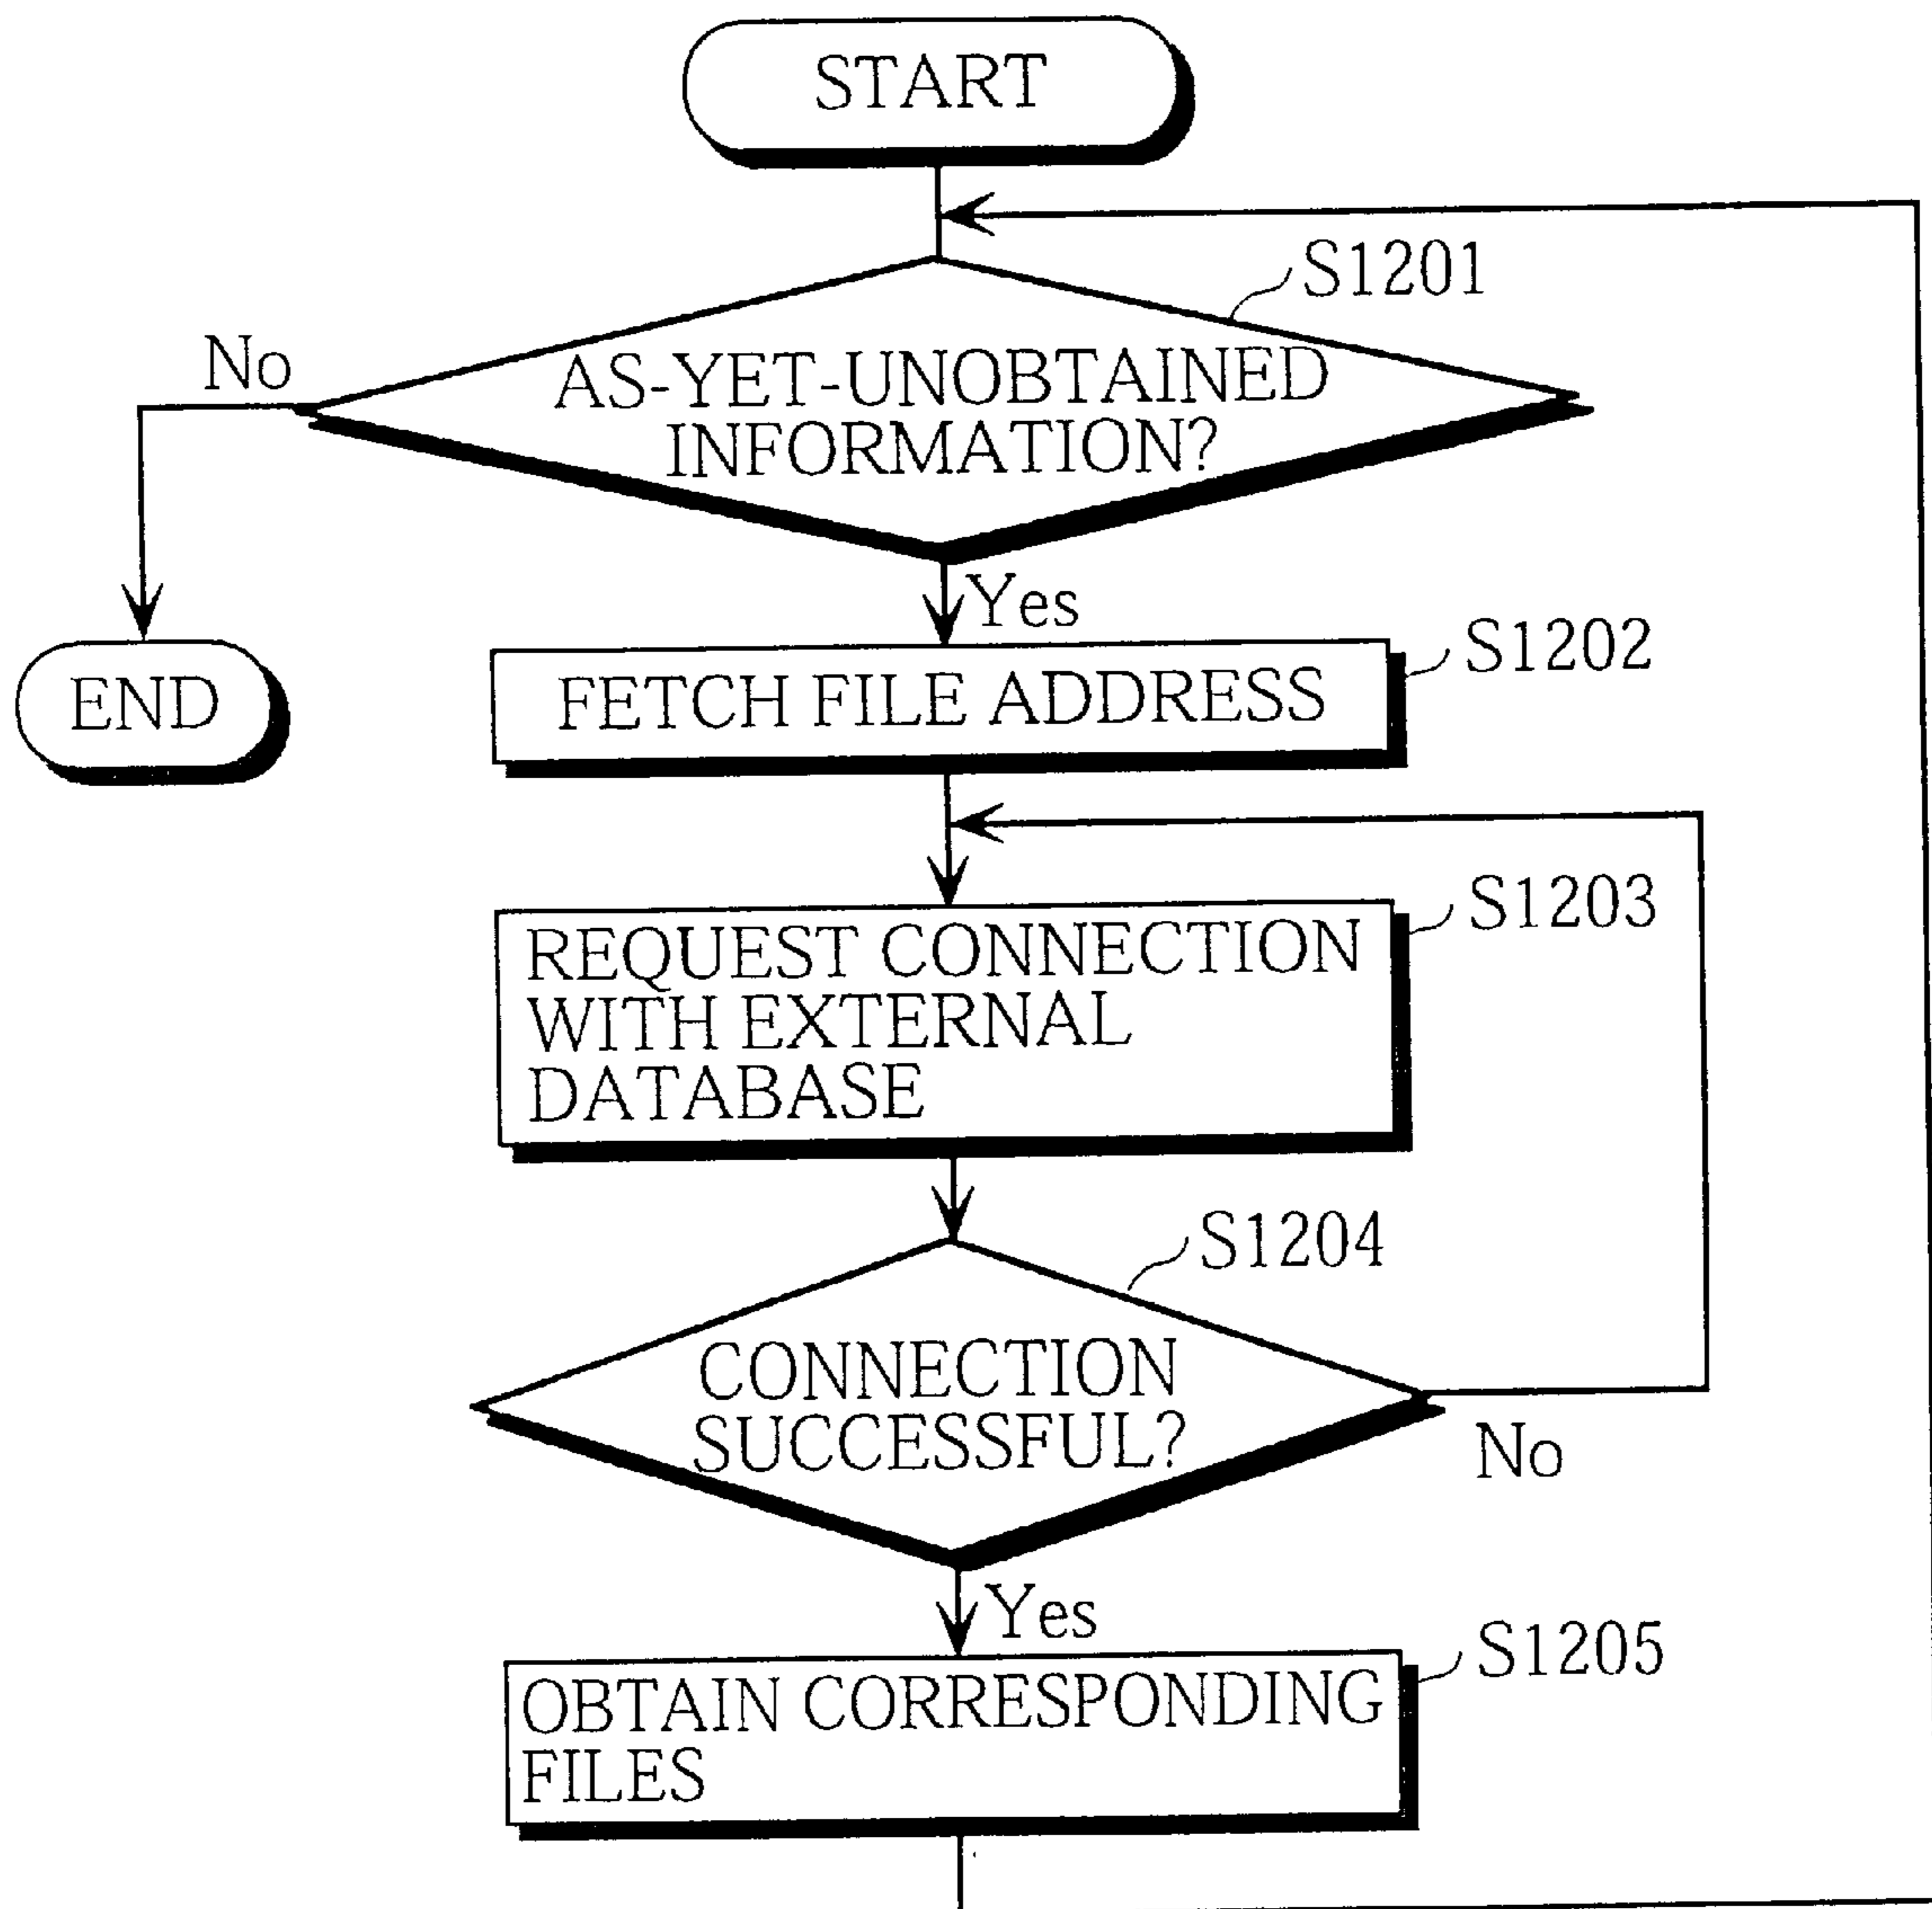 START
S1201
No
AS-YET-UNOBTAINED
INFORMATION?
Yes
S1202
END
FETCH FILE ADDRESS
S1203
REQUEST CONNECTION
WITH EXTERNAL
DATABASE
S1204
CONNECTION
SUCCESSFUL?
No
Yes
S1205
OBTAIN CORRESPONDING
FILES